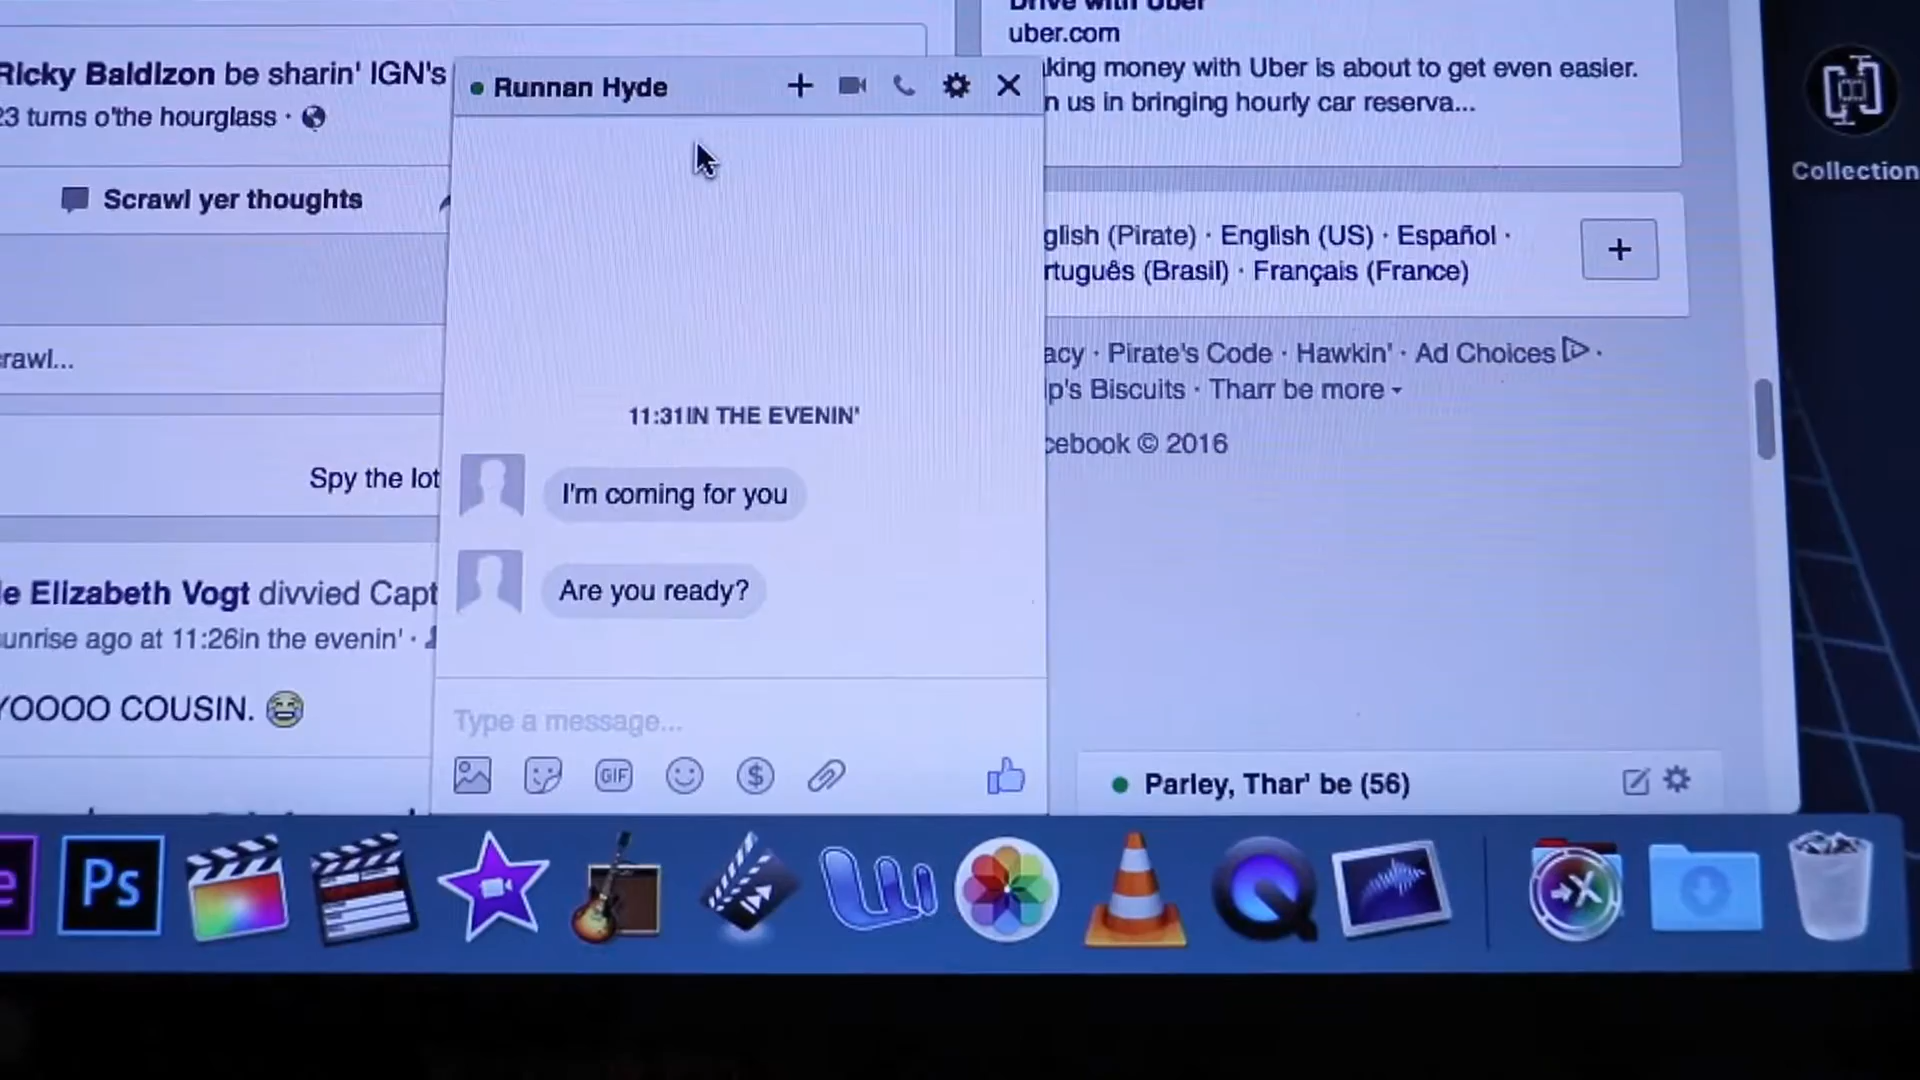 Drive with Uber
uber.com
king money with Uber is about to get even easier.
n us in bringing hourly car reserva...
Ricky Baldizon be sharin' IGN's
23 turns o'the hourglass ·
Scrawl yer thoughts
rawl...
Spy the lot
le Elizabeth Vogt divvied Capt
unrise ago at 11:26in the evenin' ·
YOOOO COUSIN. 😂
Runnan Hyde
11:31IN THE EVENIN'
I'm coming for you
Are you ready?
Type a message...
GIF
$
glish (Pirate) · English (US) · Español ·
rtuguês (Brasil) · Français (France)
+
acy · Pirate's Code · Hawkin' · Ad Choices ·
p's Biscuits · Tharr be more
cebook © 2016
Parley, Thar' be (56)
Collection
e
Ps
X